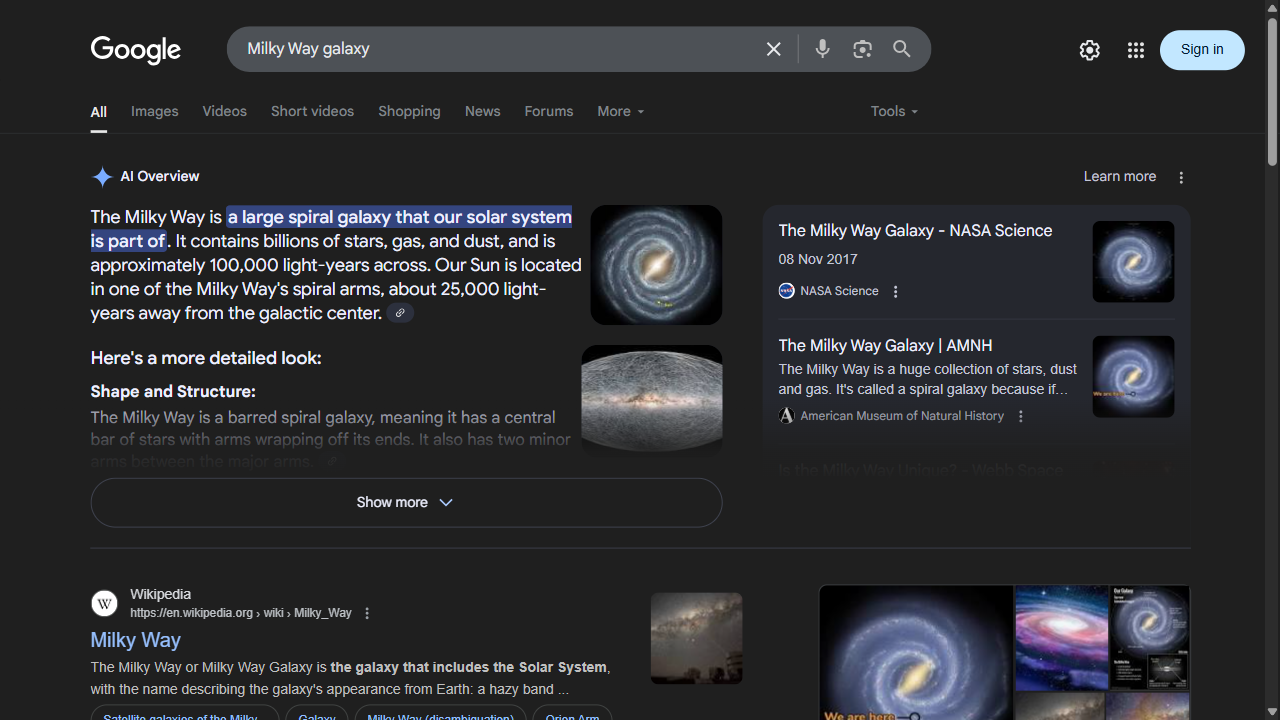 Google
Milky Way galaxy
Sign in
All
Images
Videos
Short videos
Shopping
News
Forums
More
Tools
AI Overview
Learn more
The Milky Way is a large spiral galaxy that our solar system
is part of. It contains billions of stars, gas, and dust, and is
approximately 100,000 light-years across. Our Sun is located
in one of the Milky Way's spiral arms, about 25,000 light-
years away from the galactic center.
Here's a more detailed look:
Shape and Structure:
The Milky Way is a barred spiral galaxy, meaning it has a central
bar of stars with arms wrapping off its ends. It also has two minor
arms between the major arms.
Show more
The Milky Way Galaxy - NASA Science
08 Nov 2017
NASA Science
The Milky Way Galaxy | AMNH
The Milky Way is a huge collection of stars, dust
and gas. It's called a spiral galaxy because if...
We are here
American Museum of Natural History
Is the Milky Way Unique? - Webb Space
W
Wikipedia
https://en.wikipedia.org › wiki › Milky_Way
Milky Way
The Milky Way or Milky Way Galaxy is the galaxy that includes the Solar System,
with the name describing the galaxy's appearance from Earth: a hazy band ...
Satellite galaxies of the Milky...
Galaxy
Milky Way (disambiguation)
Orion Arm
Our Galaxy
We are here